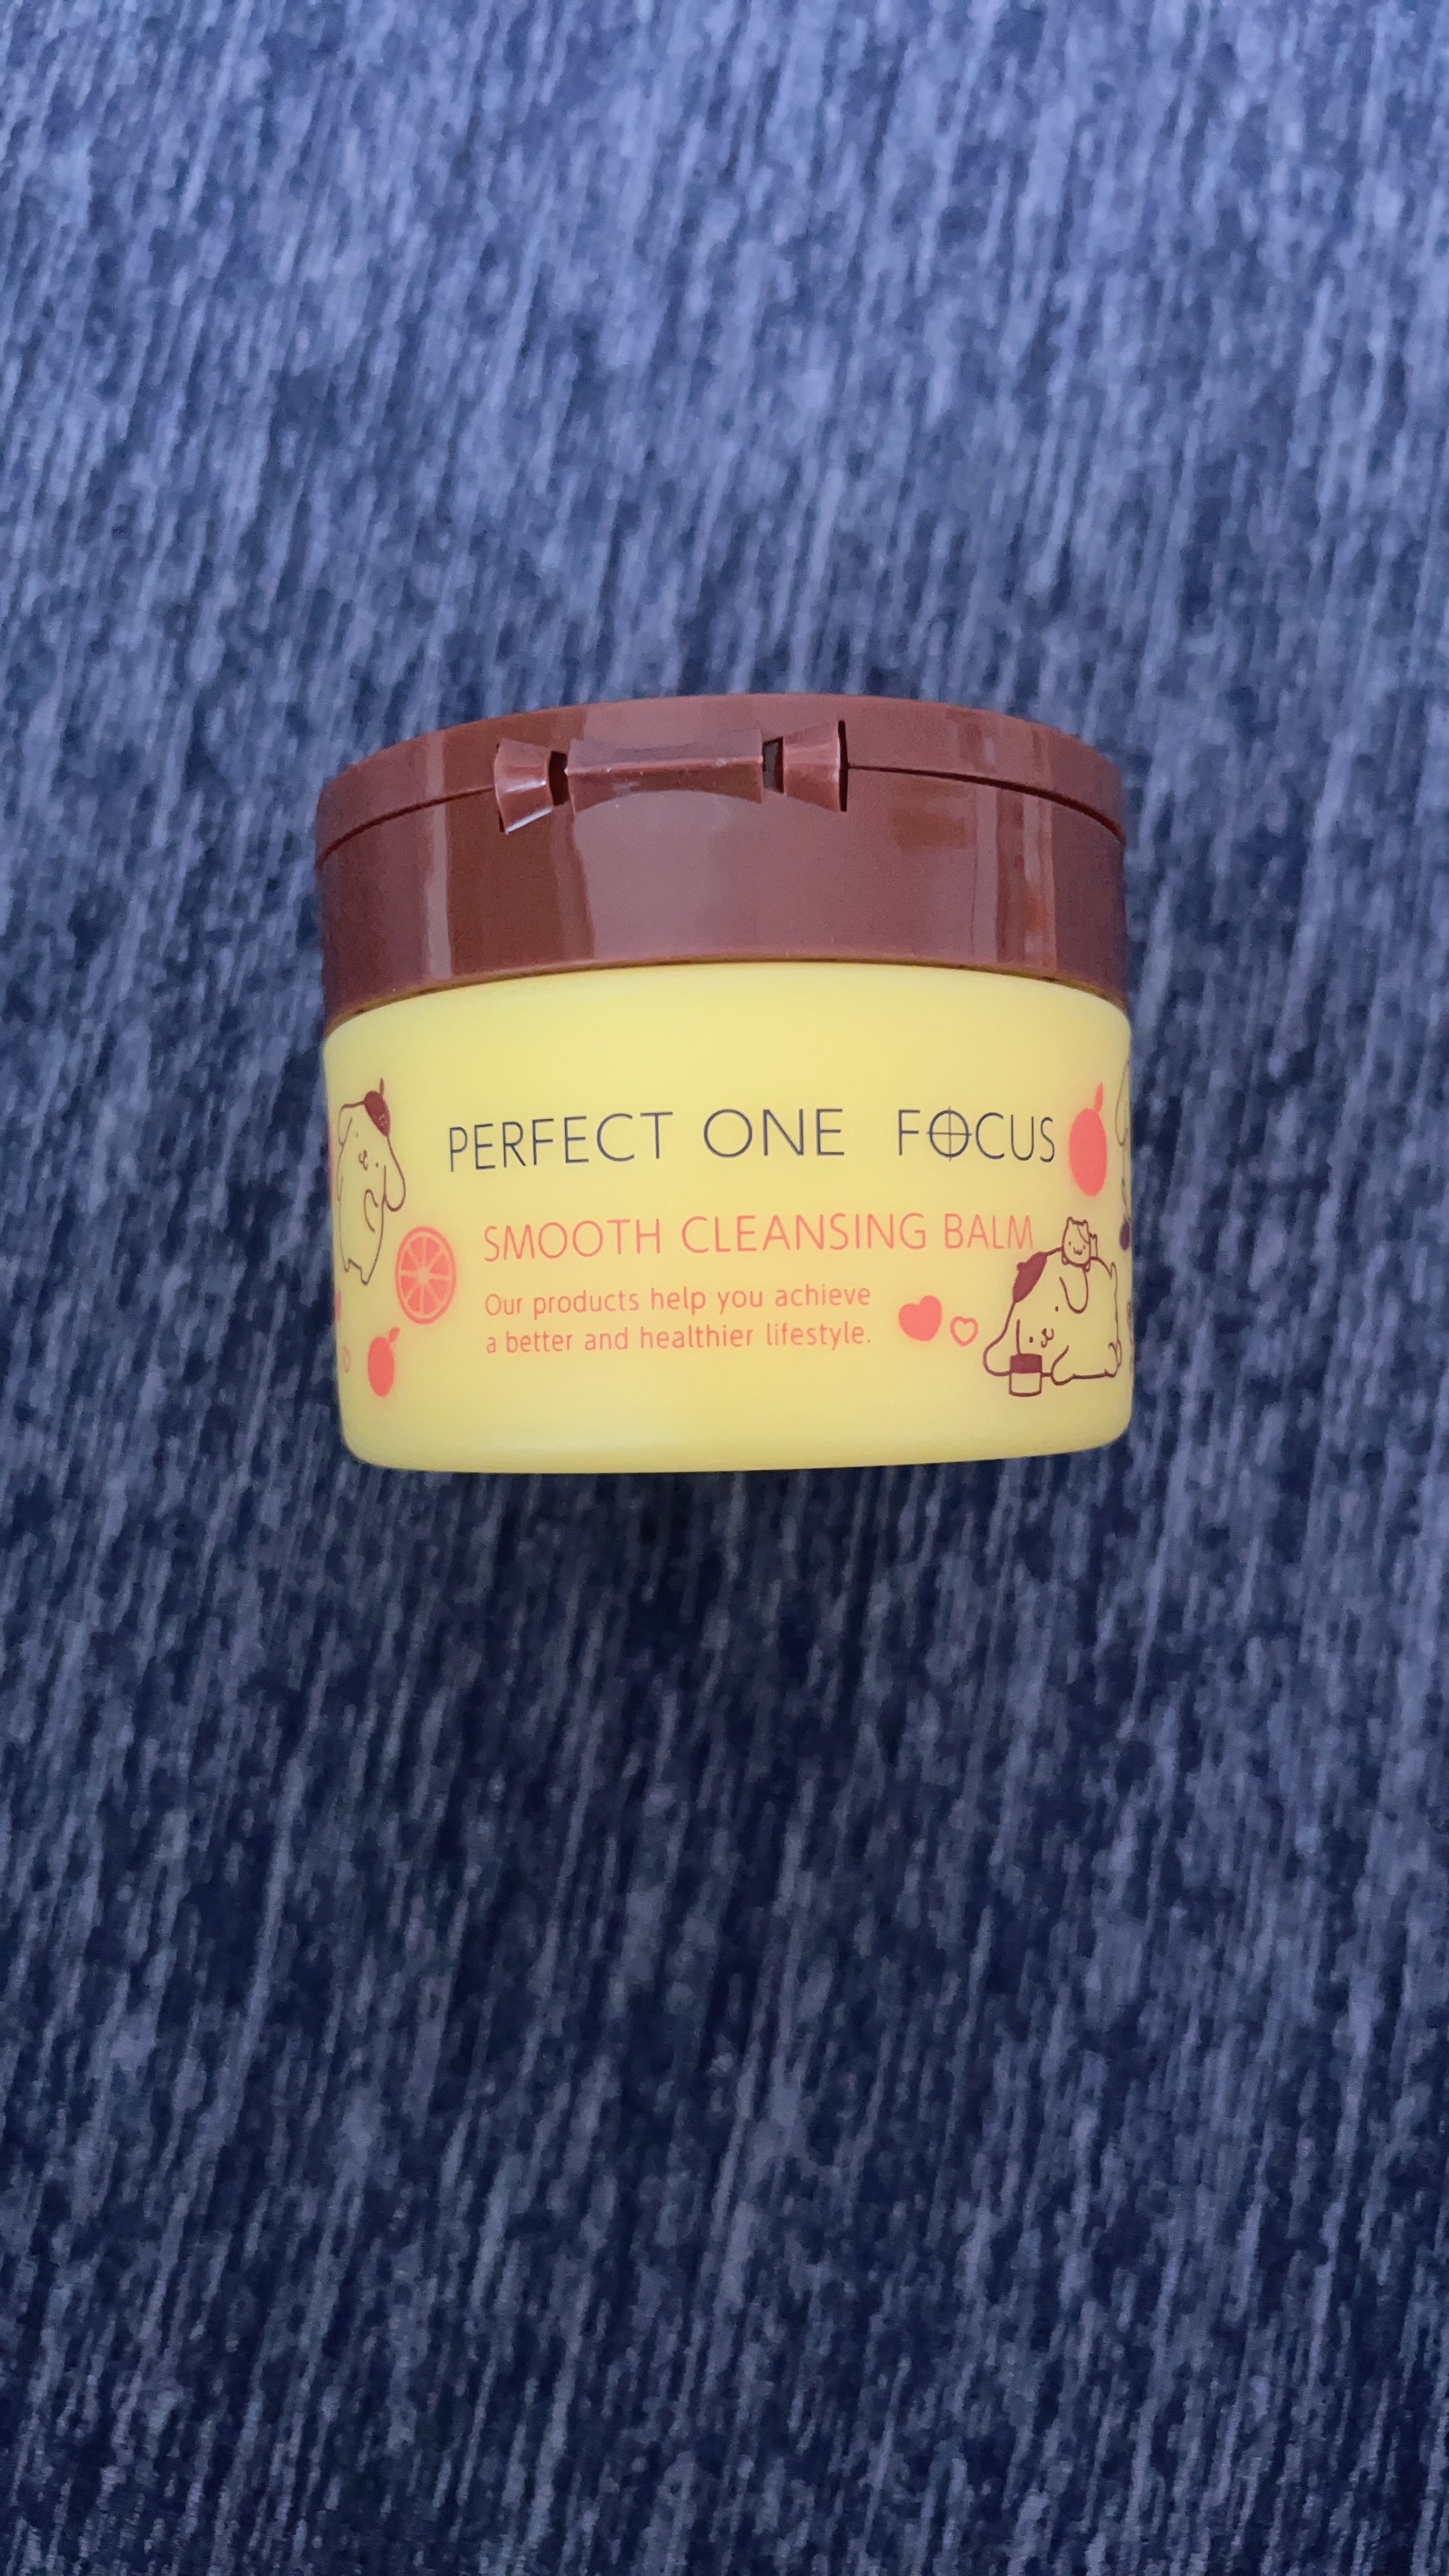 PERFECT ONE FOCUS
SMOOTH CLEANSING BALM
Our products help you achieve
a better and healthier lifestyle.